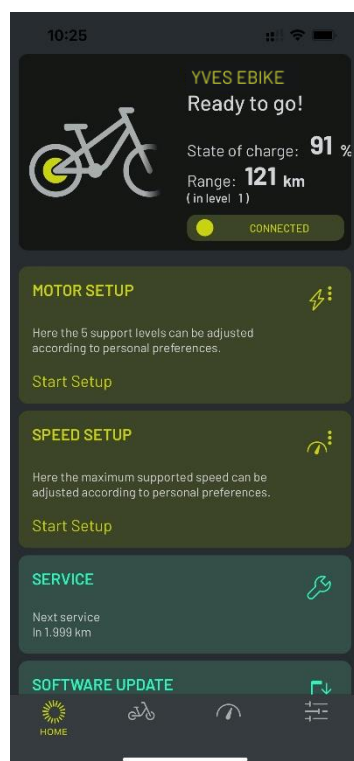 10:25
YVES EBIKE
Ready to go!
State of charge: 91 %
Range: 121 km
(in level 1)
CONNECTED
MOTOR SETUP
Here the 5 support levels can be adjusted
according to personal preferences.
Start Setup
SPEED SETUP
Here the maximum supported speed can be
adjusted according to personal preferences.
Start Setup
SERVICE
Next service
In 1.999 km
SOFTWARE UPDATE
HOME